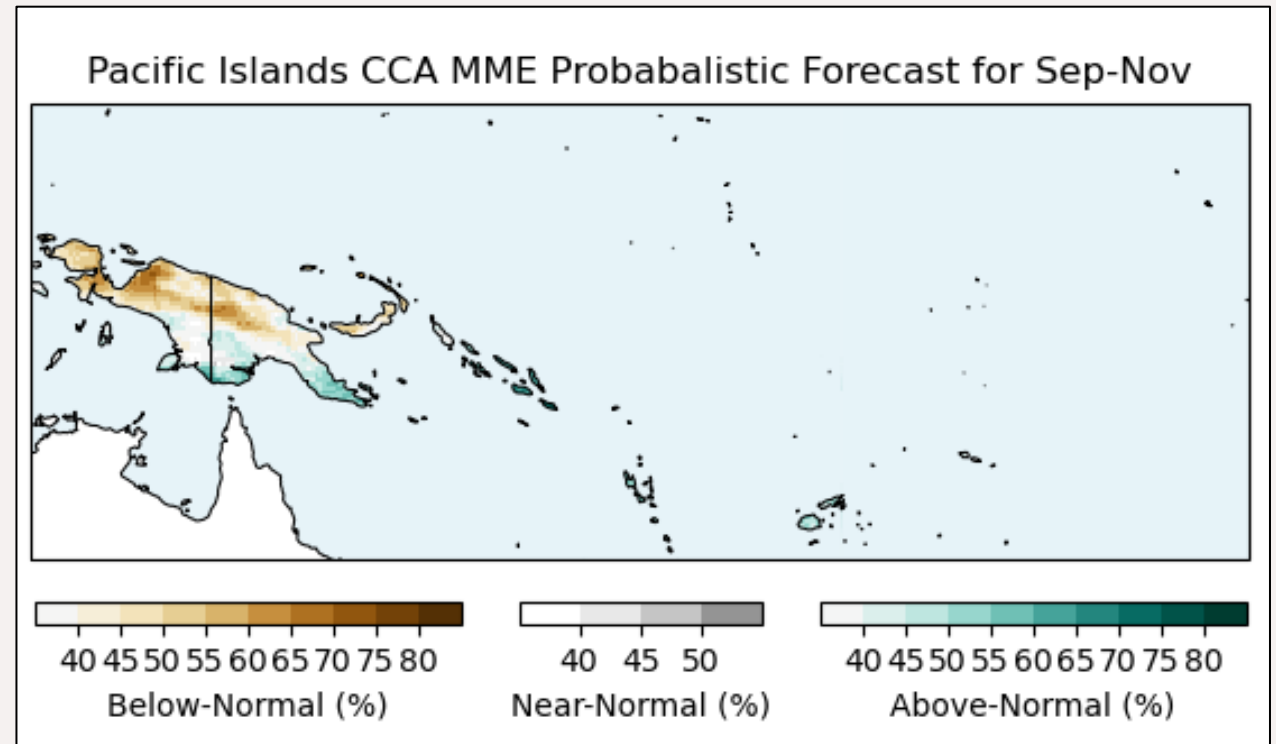 Pacific Islands CCA MME Probabalistic Forecast for Sep-Nov
40 45 50 55 60 65 70 75 80
Below-Normal (%)
40 45 50
Near-Normal (%)
40 45 50 55 60 65 70 75 80
Above-Normal (%)